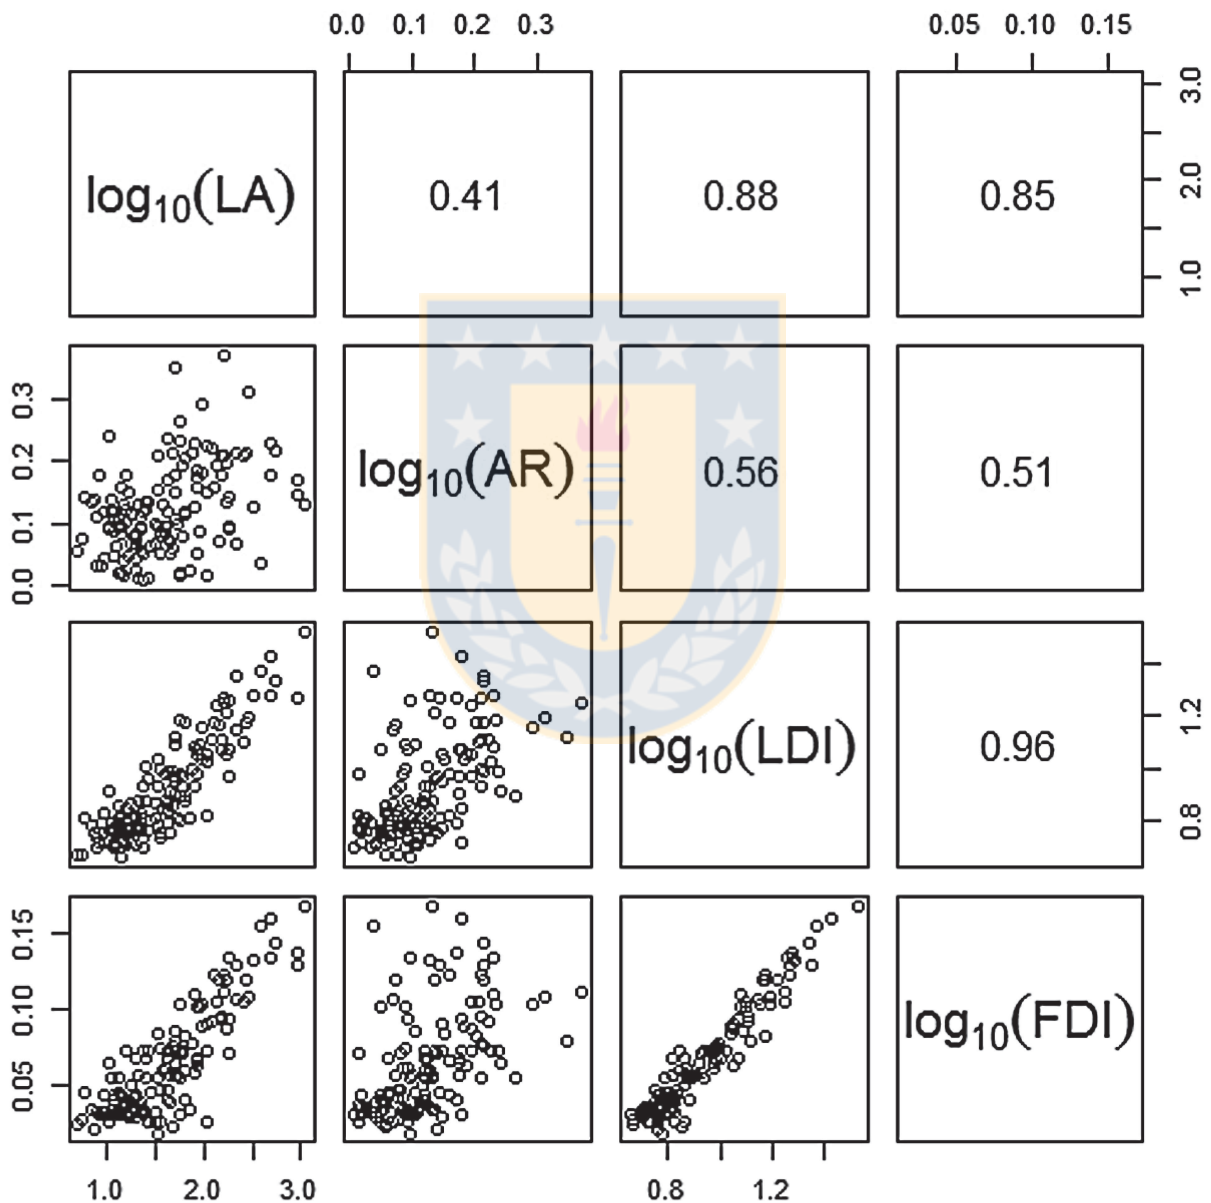 0.0 0.1 0.2 0.3 0.05 0.10 0.15
log₁₀(LA) 0.41 0.88 0.85
1.0 2.0 3.0
log₁₀(AR) 0.56 0.51
0.0 0.1 0.2 0.3
log₁₀(LDI) 0.96
0.8 1.2
log₁₀(FDI)
0.05 0.10 0.15
1.0 2.0 3.0 0.8 1.2